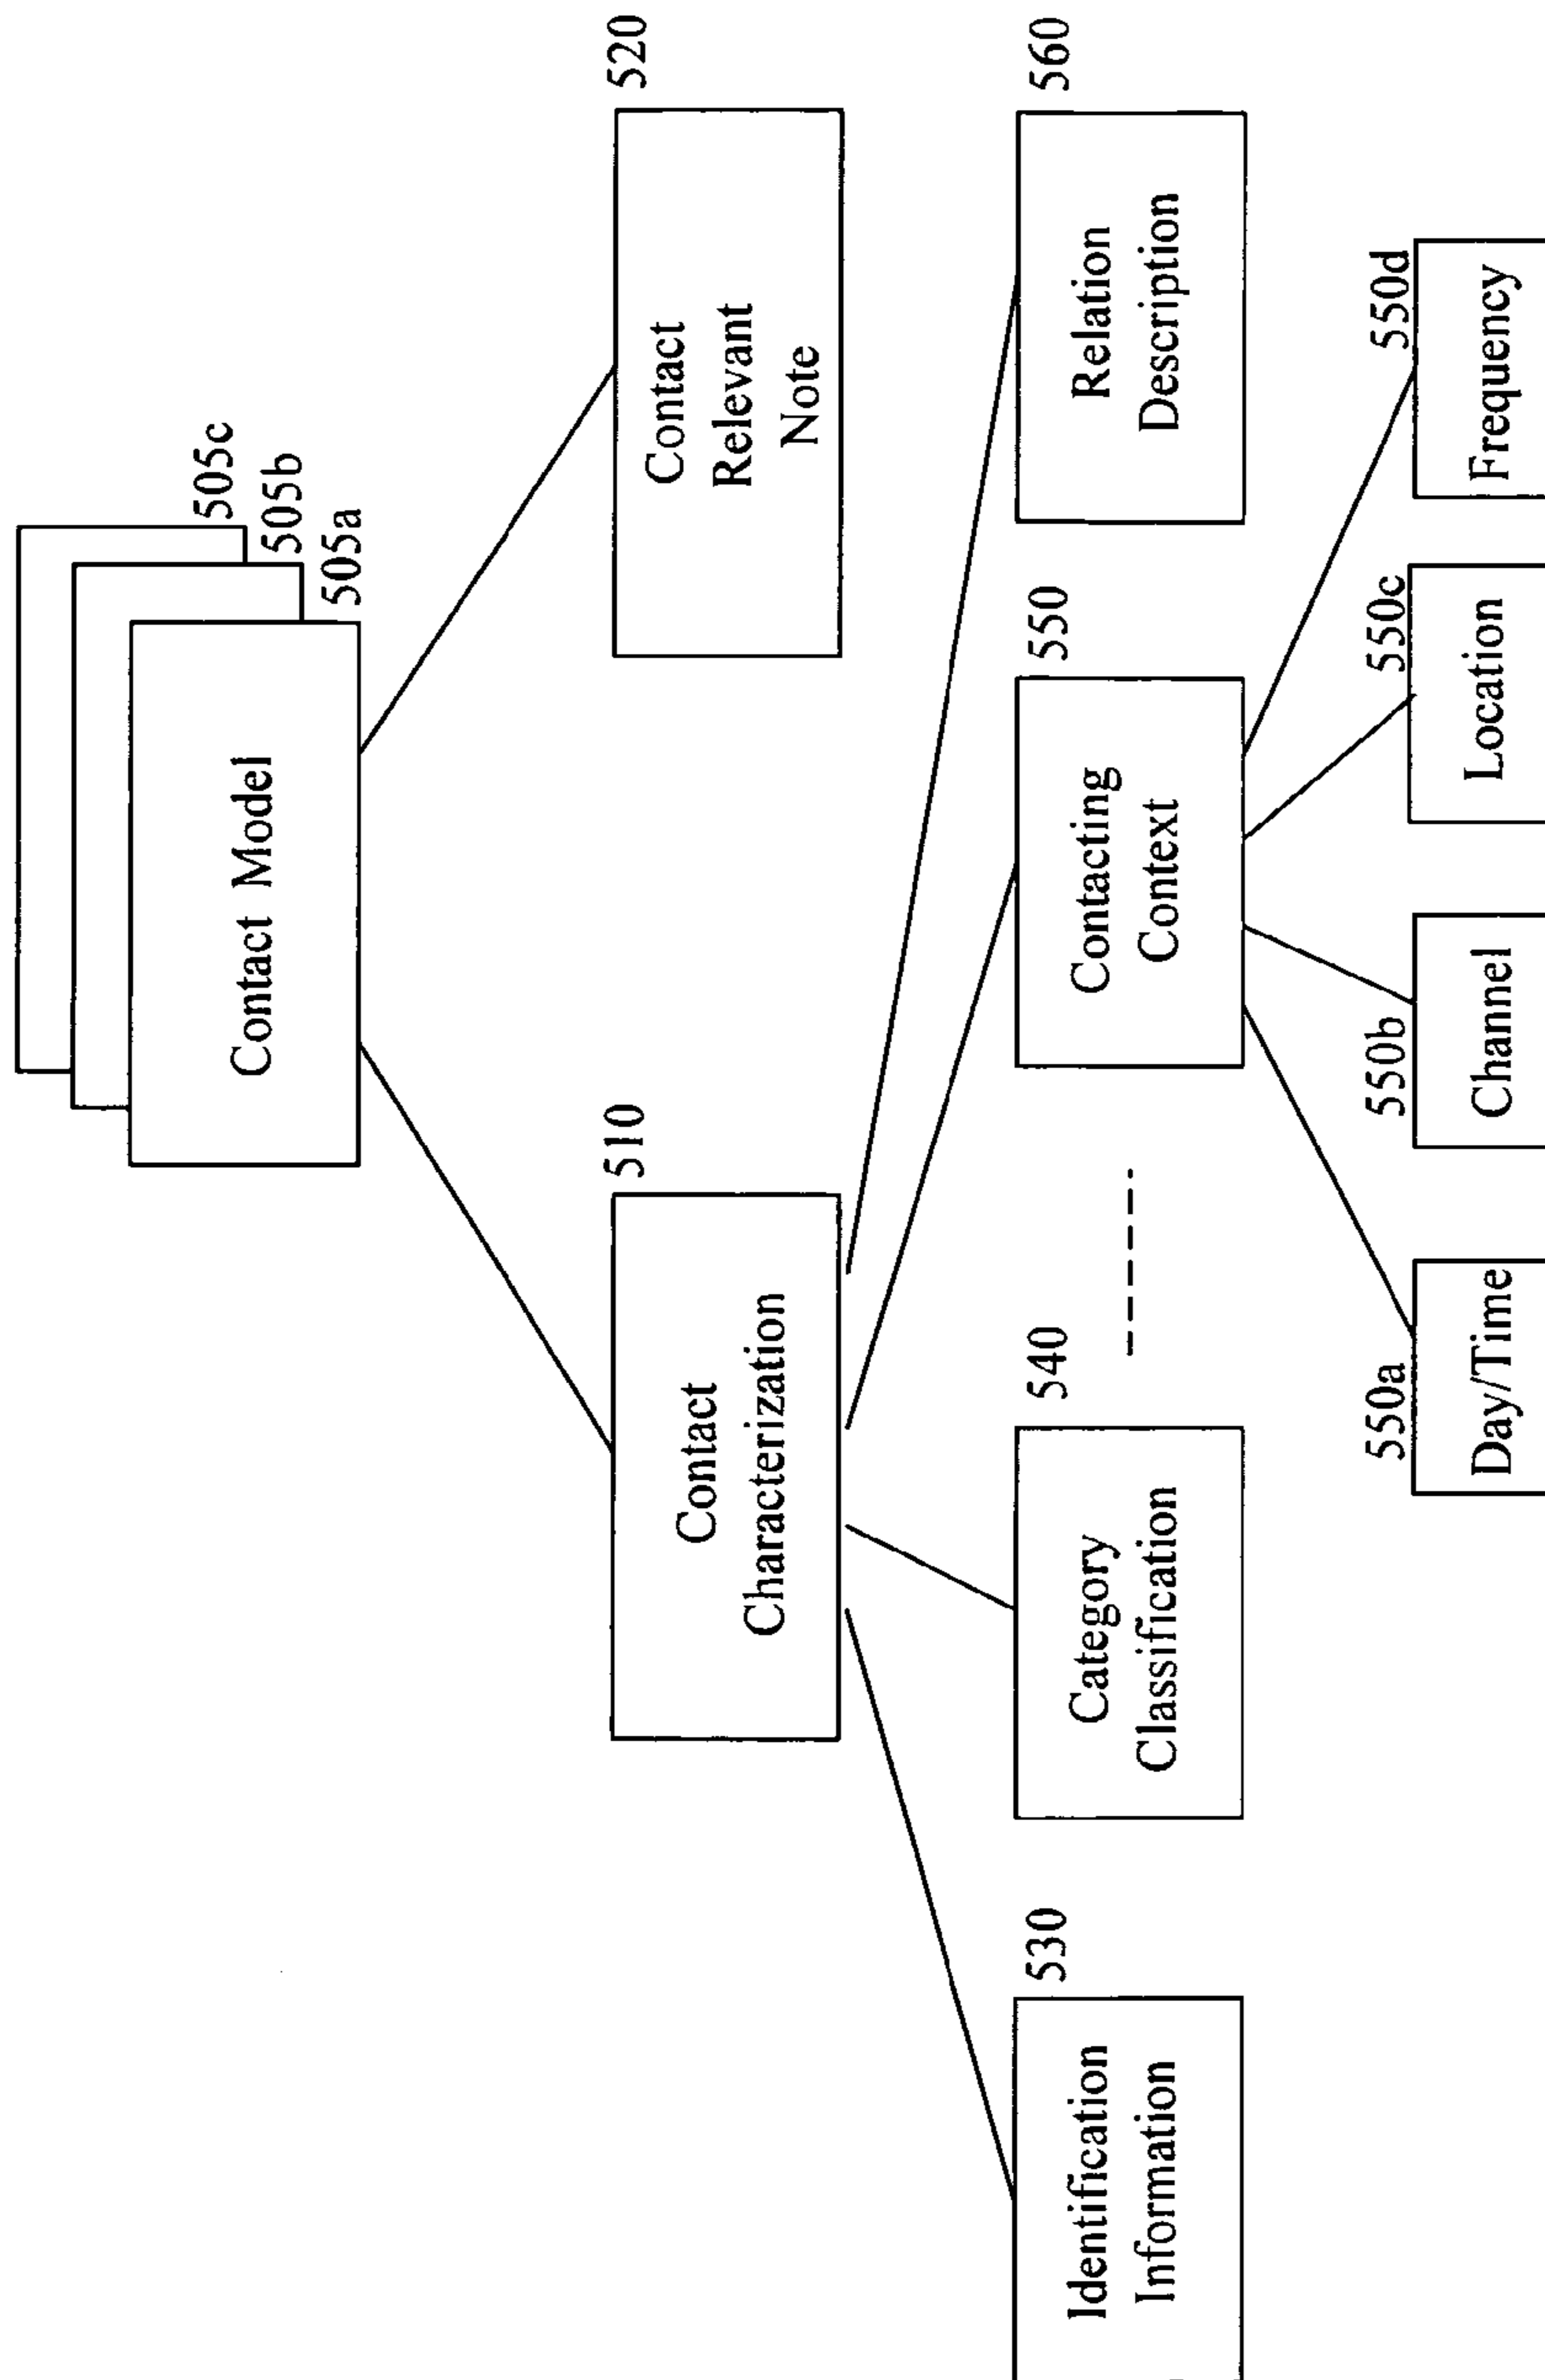 505c
505b
505a
Contact Model
510
520
Contact
Characterization
Contact
Relevant
Note
530
540
550
560
Identification
Information
Category
Classification
Contacting
Context
Relation
Description
550a
550b
550c
550d
Day/Time
Channel
Location
Frequency